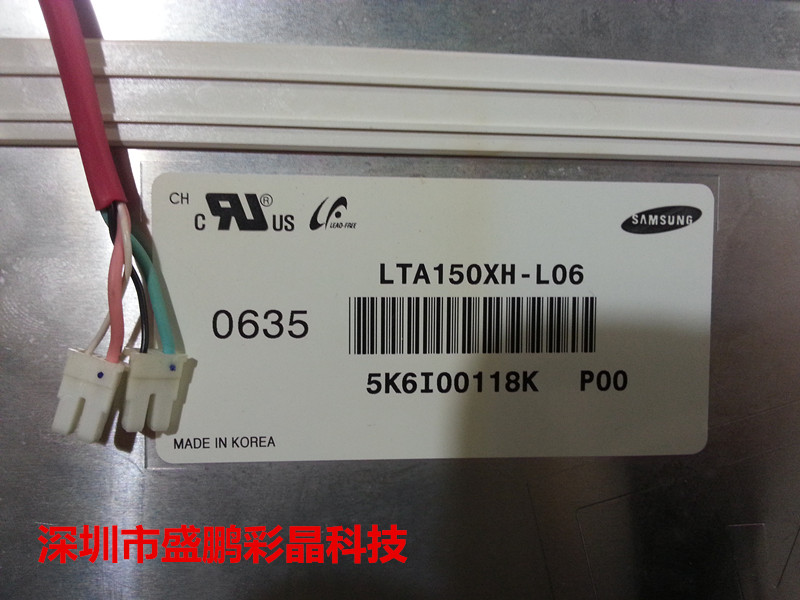 CH
C RU® US
LEAD-FREE
SAMSUNG
LTA150XH-L06
0635
5K6I00118K P00
MADE IN KOREA
深圳市盛鹏彩晶科技